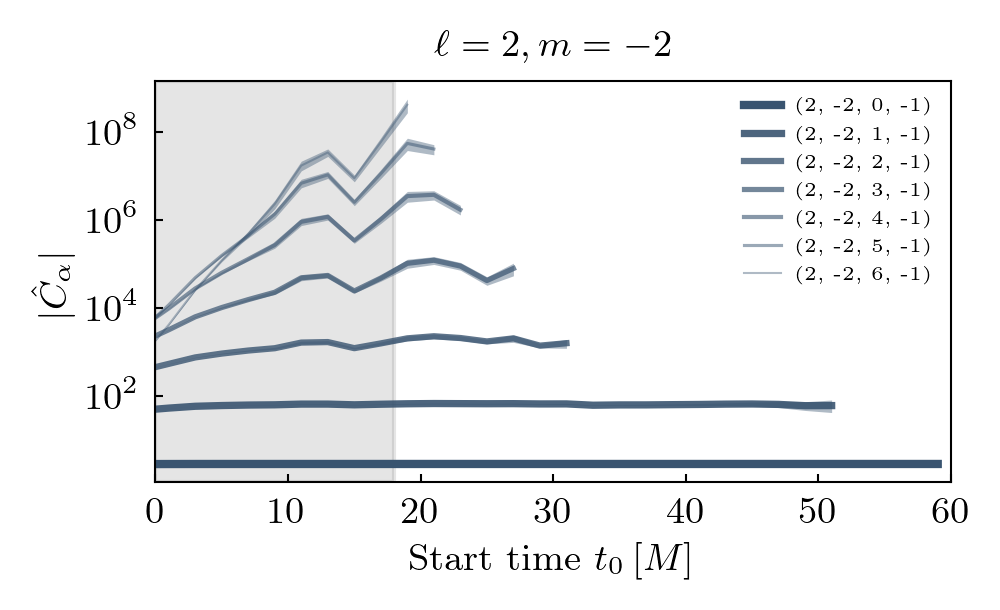 ℓ = 2, m = −2
|Ĉ_α|
10^8
10^6
10^4
10^2
(2, -2, 0, -1)
(2, -2, 1, -1)
(2, -2, 2, -1)
(2, -2, 3, -1)
(2, -2, 4, -1)
(2, -2, 5, -1)
(2, -2, 6, -1)
0 10 20 30 40 50 60
Start time t_0 [M]